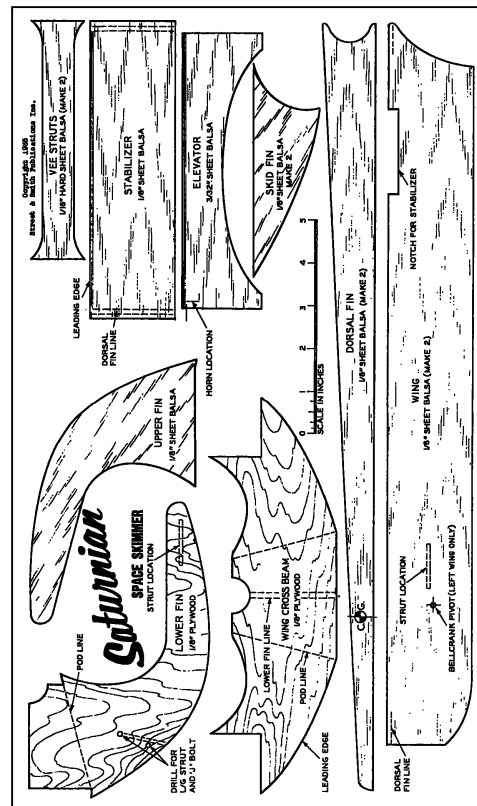 Copyright 1965
Street & Smith Publications Inc.
VEE STRUTS
1/16" HARD SHEET BALSA (MAKE 2)
LEADING EDGE
STABILIZER
1/8" SHEET BALSA
DORSAL
FIN LINE
ELEVATOR
3/32" SHEET BALSA
HORN LOCATION
SKID FIN
1/8" SHEET BALSA
MAKE 2
0 1 2 3 4 5
SCALE IN INCHES
UPPER FIN
1/8" SHEET BALSA
Saturnian
SPACE SKIMMER
STRUT LOCATION
POD LINE
LOWER FIN
1/8" PLYWOOD
DRILL FOR
L/G STRUT
AND "J" BOLT
WING CROSS BEAM
1/8" PLYWOOD
LOWER FIN LINE
POD LINE
LEADING EDGE
DORSAL FIN
1/8" SHEET BALSA (MAKE 2)
C.G.
NOTCH FOR STABILIZER
WING
1/8" SHEET BALSA (MAKE 2)
STRUT LOCATION
BELLCRANK PIVOT (LEFT WING ONLY)
DORSAL
FIN LINE